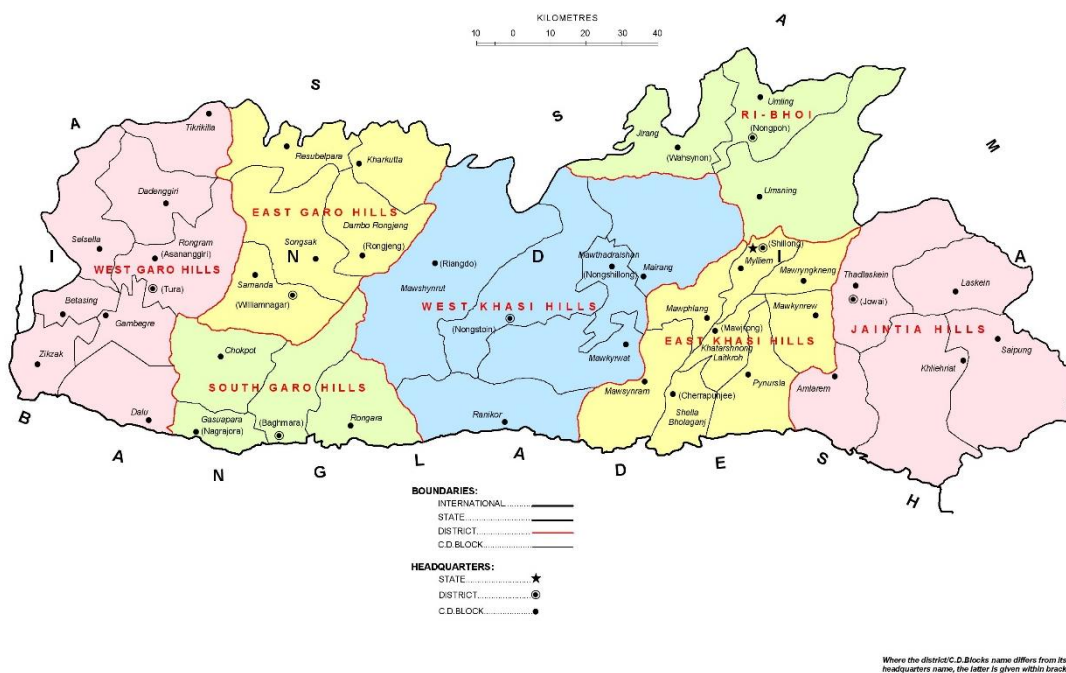 KILOMETRES
10 0 10 20 30 40
A S S A M
I N D I A
B A N G L A D E S H
WEST GARO HILLS
Tikrikilla
Dadenggiri
Selsella
Rongram
(Asananggiri)
(Tura)
Betasing
Gambegre
Zikzak
Dalu
EAST GARO HILLS
Resubelpara
Kharkutta
Dambo Rongjeng
(Rongjeng)
Songsak
Samanda
(Williamnagar)
SOUTH GARO HILLS
Chokpot
Gasuapara
(Nagrajora)
(Baghmara)
Rongara
WEST KHASI HILLS
(Riangdo)
Mawshynrut
Mawthadraishan
(Nongshillong)
Mairang
(Nongstoin)
Mawkyrwat
Ranikor
RI-BHOI
Umling
(Nongpoh)
Jirang
(Wahsynon)
Umsning
EAST KHASI HILLS
(Shillong)
Mylliem
Mawryngkneng
Mawphlang
Mawkynrew
(Mawjrong)
Khatarshnong
Laitkroh
Mawsynram
(Cherrapunjee)
Pynursla
Shella
Bholaganj
JAINTIA HILLS
Thadlaskein
(Jowai)
Laskein
Saipung
Khliehriat
Amlarem
BOUNDARIES:
INTERNATIONAL
STATE
DISTRICT
C.D.BLOCK
HEADQUARTERS:
STATE
DISTRICT
C.D.BLOCK
Where the district/C.D.Blocks name differs from its
headquarters name, the latter is given within brack